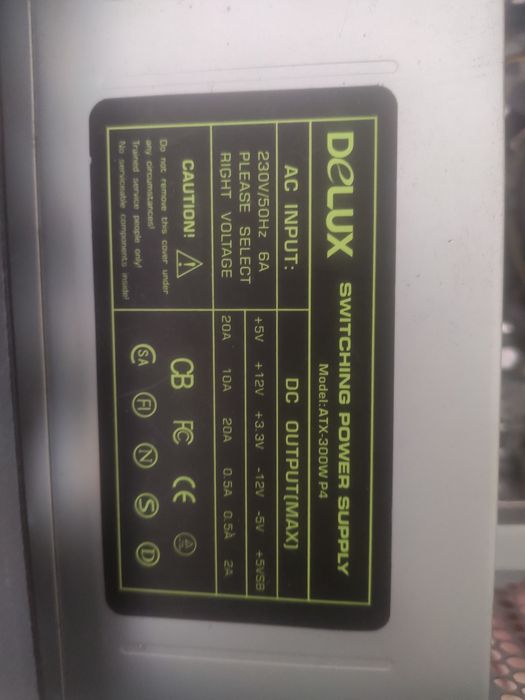 DeLUX SWITCHING POWER SUPPLY
Model:ATX-300W P4
AC INPUT:
230V/50Hz 6A
PLEASE SELECT
RIGHT VOLTAGE
DC OUTPUT(MAX)
+5V +12V +3.3V -12V -5V +5VSB
20A 10A 20A 0.5A 0.5A 2A
CAUTION!
Do not remove this cover under
any circumstances!
Trained service people only!
No serviceable components inside!
CB FC CE
SA FI N S D